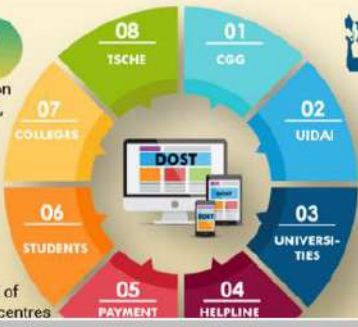 08
TSCHE
01
CGG
on
07
COLLEGES
02
UIDAI
DOST
DOST
06
STUDENTS
03
UNIVERSI-
TIES
of
centres
05
PAYMENT
04
HELPLINE